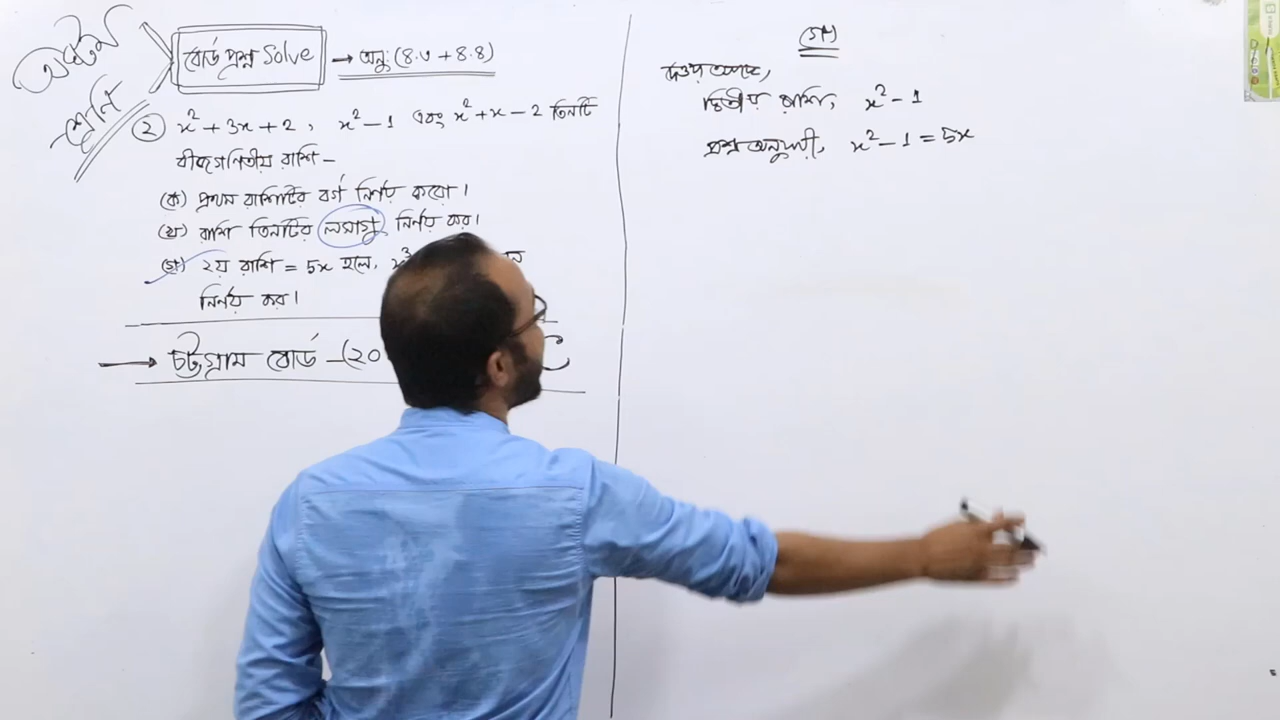 অষ্টম
শ্রেণি
বোর্ড প্রশ্ন Solve → অনু: (৪.৩ + ৪.৪)
২ x² + 3x + 2 , x² − 1 এবং x² + x − 2 তিনটি
বীজগণিতীয় রাশি −
(ক) প্রথম রাশিটির বর্গ নির্ণয় করো।
(খ) রাশি তিনটির লসাগু নির্ণয় কর।
(গ) ২য় রাশি = 5x হলে, x³
নির্ণয় কর।
→ চট্টগ্রাম বোর্ড − (২০
(গ)
দেওয়া আছে,
দ্বিতীয় রাশি, x² − 1
প্রশ্ন অনুযায়ী, x² − 1 = 5x